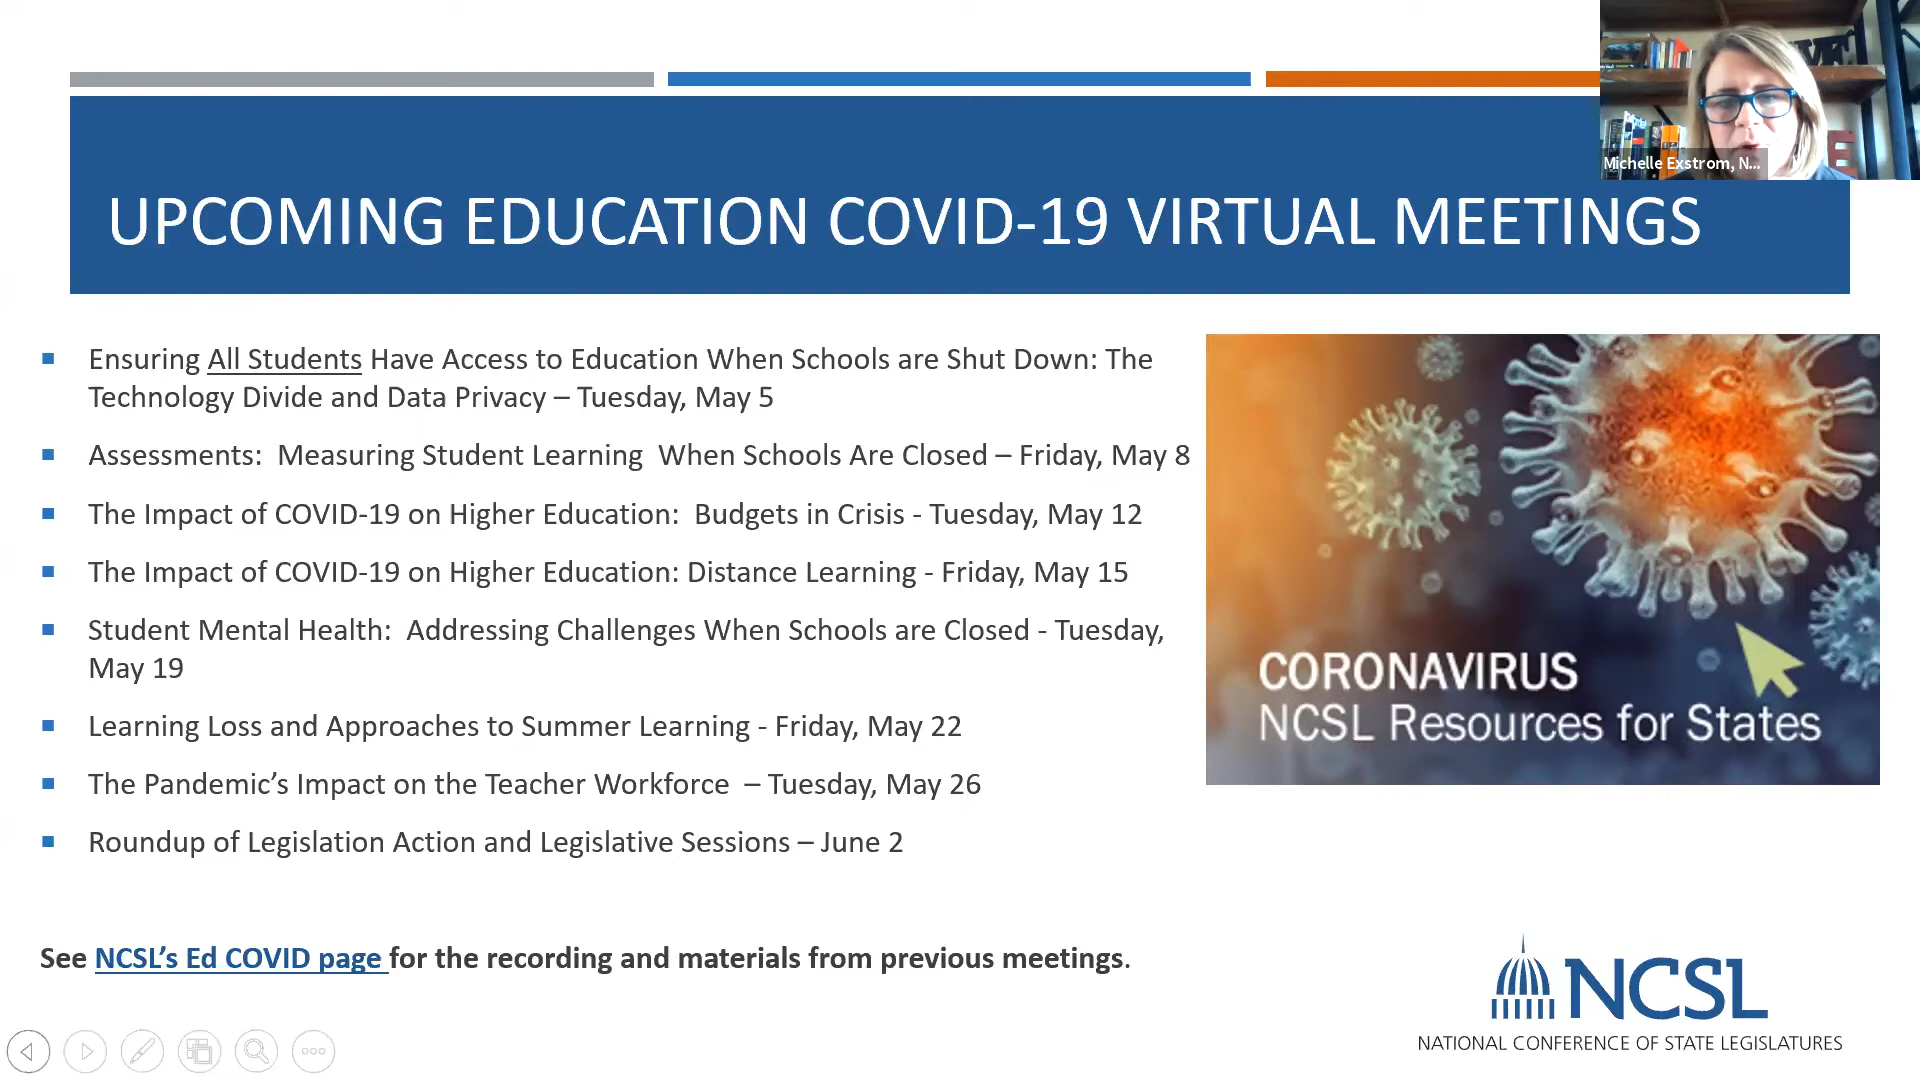 Michelle Exstrom, N...
UPCOMING EDUCATION COVID-19 VIRTUAL MEETINGS
Ensuring All Students Have Access to Education When Schools are Shut Down: The
Technology Divide and Data Privacy – Tuesday, May 5
Assessments:  Measuring Student Learning  When Schools Are Closed – Friday, May 8
The Impact of COVID-19 on Higher Education:  Budgets in Crisis - Tuesday, May 12
The Impact of COVID-19 on Higher Education: Distance Learning - Friday, May 15
Student Mental Health:  Addressing Challenges When Schools are Closed - Tuesday,
May 19
Learning Loss and Approaches to Summer Learning - Friday, May 22
The Pandemic’s Impact on the Teacher Workforce  – Tuesday, May 26
Roundup of Legislation Action and Legislative Sessions – June 2
CORONAVIRUS
NCSL Resources for States
See NCSL’s Ed COVID page for the recording and materials from previous meetings.
NCSL
NATIONAL CONFERENCE OF STATE LEGISLATURES